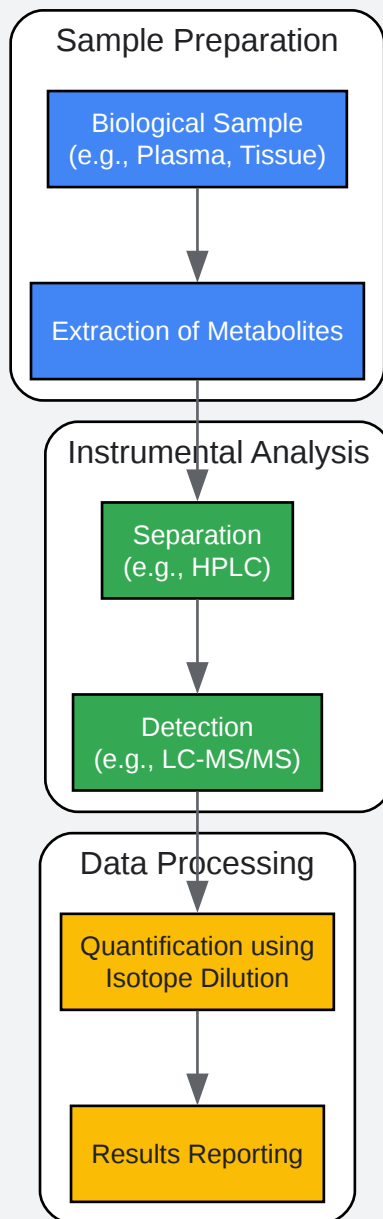 Sample Preparation
Biological Sample
(e.g., Plasma, Tissue)
Extraction of Metabolites
Instrumental Analysis
Separation
(e.g., HPLC)
Detection
(e.g., LC-MS/MS)
Data Processing
Quantification using
Isotope Dilution
Results Reporting